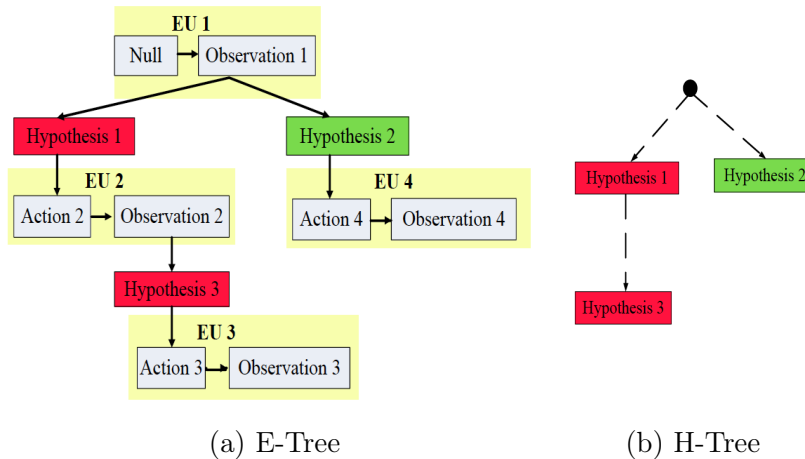 EU 1
Null
Observation 1
Hypothesis 1
Hypothesis 2
EU 2
Action 2
Observation 2
EU 4
Action 4
Observation 4
Hypothesis 3
EU 3
Action 3
Observation 3
(a) E-Tree
Hypothesis 1
Hypothesis 2
Hypothesis 3
(b) H-Tree